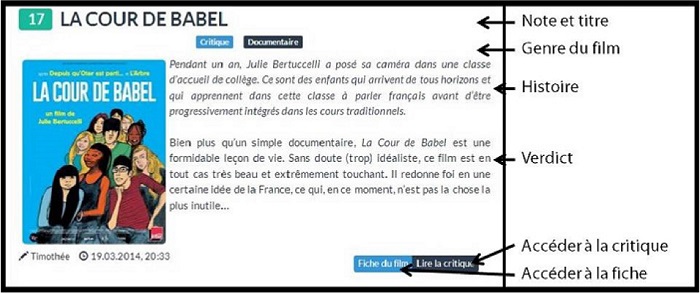 17 LA COUR DE BABEL
Note et titre
Critique Documentaire
Genre du film
Pendant un an, Julie Bertuccelli a posé sa caméra dans une classe
d'accueil de collège. Ce sont des enfants qui arrivent de tous horizons et
qui apprennent dans cette classe à parler français avant d'être
progressivement intégrés dans les cours traditionnels.
Histoire
Depuis qu'Otar est parti... L'Arbre
LA COUR DE BABEL
un film de
Julie Bertuccelli
Bien plus qu'un simple documentaire, La Cour de Babel est une
formidable leçon de vie. Sans doute (trop) idéaliste, ce film est en
tout cas très beau et extrêmement touchant. Il redonne foi en une
certaine idée de la France, ce qui, en ce moment, n'est pas la chose la
plus inutile...
Verdict
Timothée 19.03.2014, 20:33
Fiche du film Lire la critique
Accéder à la critique
Accéder à la fiche